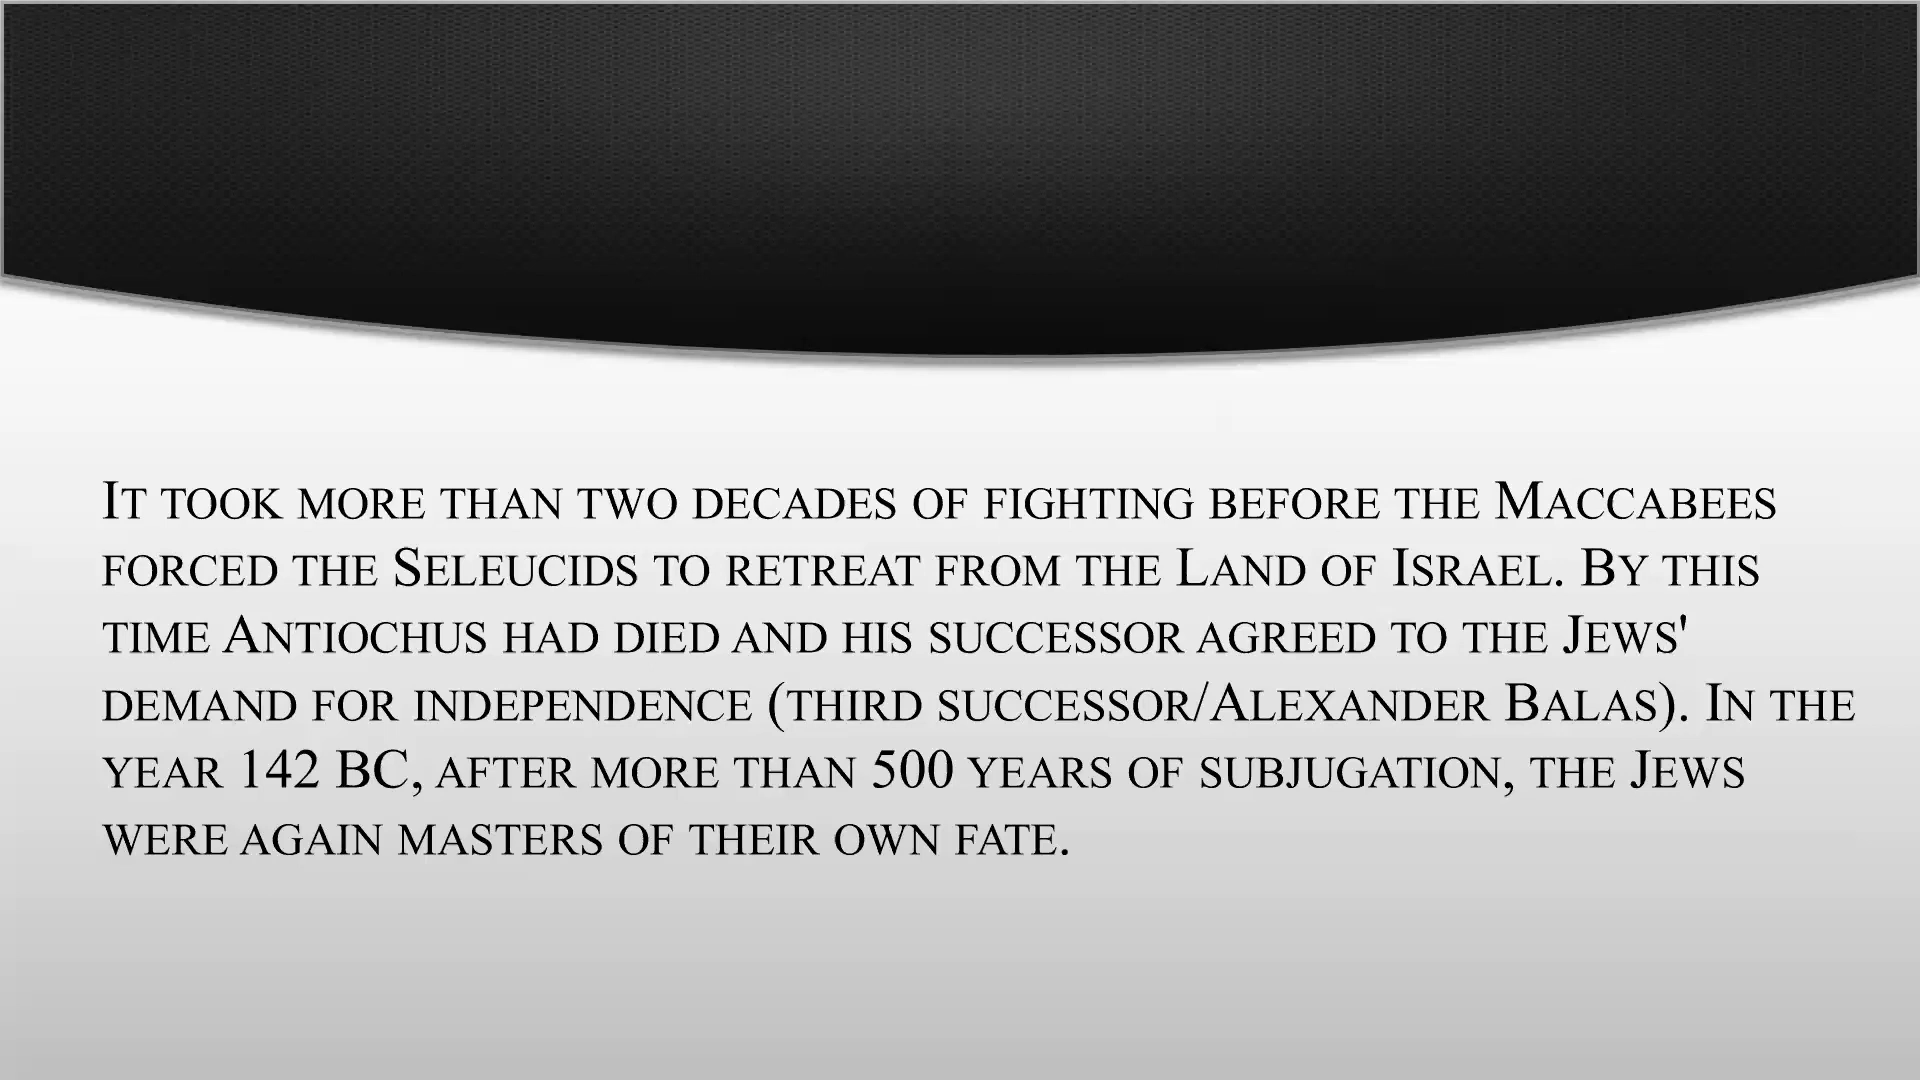 It took more than two decades of fighting before the Maccabees
forced the Seleucids to retreat from the Land of Israel. By this
time Antiochus had died and his successor agreed to the Jews'
demand for independence (third successor/Alexander Balas). In the
year 142 BC, after more than 500 years of subjugation, the Jews
were again masters of their own fate.